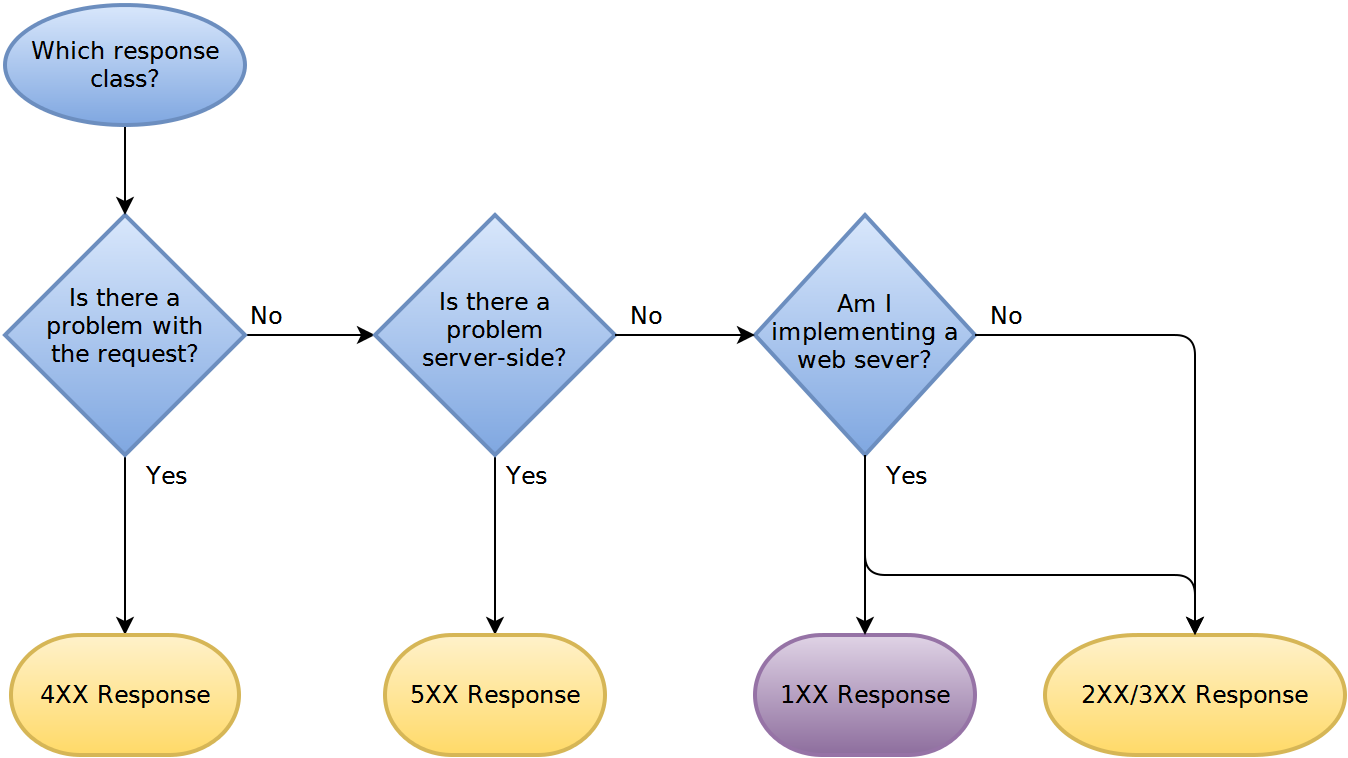 Which response
class?
Is there a
problem with
the request?
No
Is there a
problem
server-side?
No
Am I
implementing a
web sever?
No
Yes
Yes
Yes
4XX Response
5XX Response
1XX Response
2XX/3XX Response